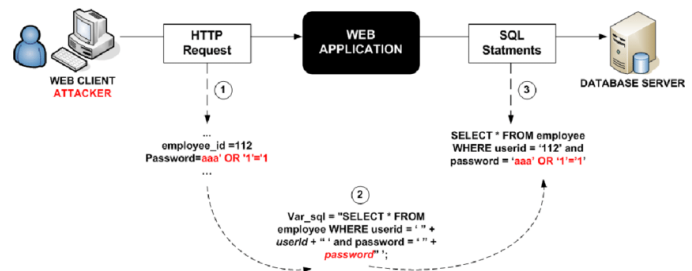 HTTP
Request
WEB
APPLICATION
SQL
Statments
WEB CLIENT
ATTACKER
DATABASE SERVER
1
3
...
employee_id =112
Password=aaa' OR '1'='1
...
SELECT * FROM employee
WHERE userid = '112' and
password = 'aaa' OR '1'='1'
2
Var_sql = "SELECT * FROM
employee WHERE userid = ' " +
userId + " ' and password = ' " +
password" ';